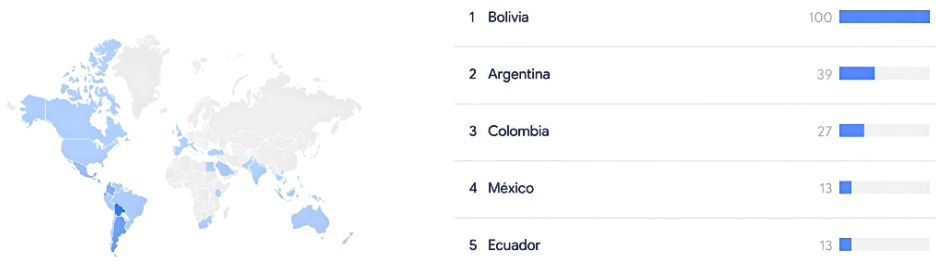 1 Bolivia 100
2 Argentina 39
3 Colombia 27
4 México 13
5 Ecuador 13